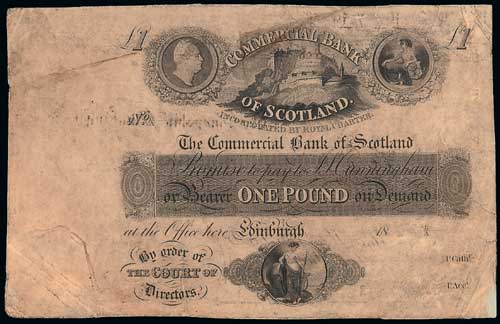 £1 £1
COMMERCIAL BANK
OF SCOTLAND.
INCORPORATED BY ROYAL CHARTER.
No.
The Commercial Bank of Scotland
Promise to pay to
or Bearer ONE POUND on Demand
at the Office here, Edinburgh 18
By order of
THE COURT OF
Directors.